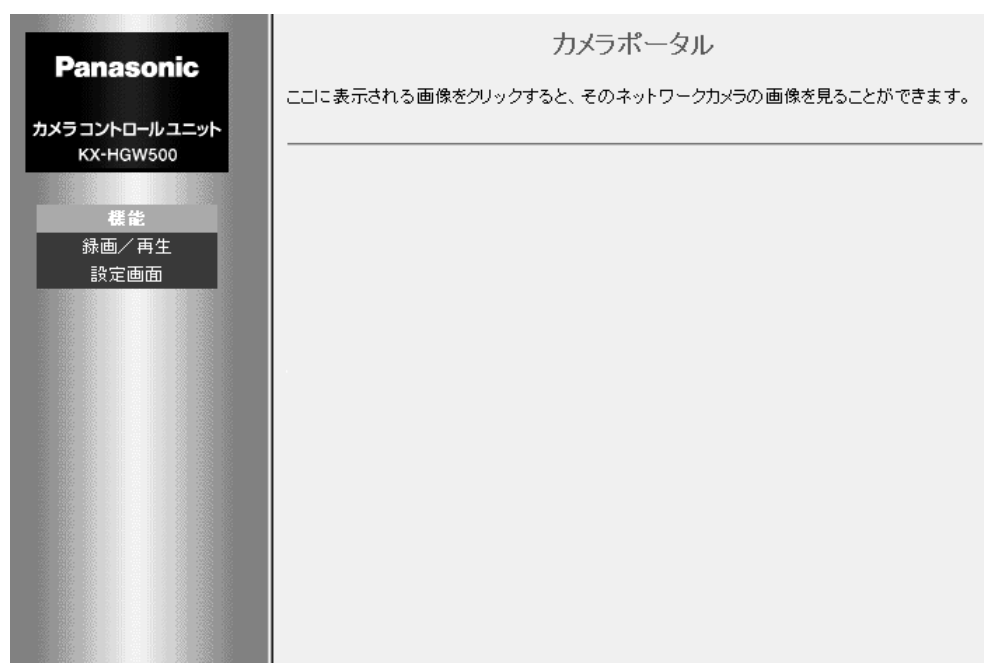 Panasonic
カメラコントロールユニット
KX-HGW500
機能
録画／再生
設定画面
カメラポータル
ここに表示される画像をクリックすると、そのネットワークカメラの画像を見ることができます。